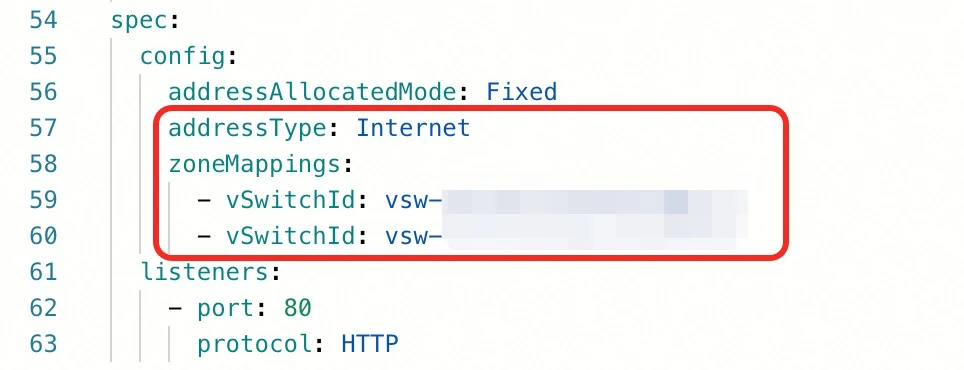 54 spec:
55 config:
56 addressAllocatedMode: Fixed
57 addressType: Internet
58 zoneMappings:
59 - vSwitchId: vsw-
60 - vSwitchId: vsw-
61 listeners:
62 - port: 80
63 protocol: HTTP